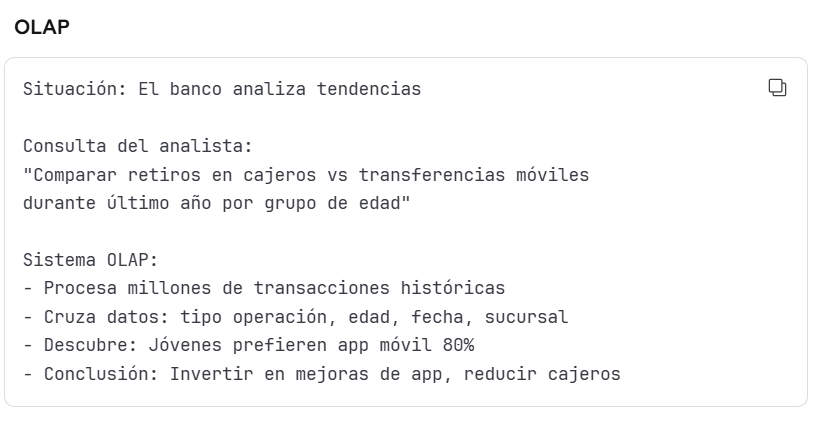 OLAP
Situación: El banco analiza tendencias
Consulta del analista:
"Comparar retiros en cajeros vs transferencias móviles
durante último año por grupo de edad"
Sistema OLAP:
- Procesa millones de transacciones históricas
- Cruza datos: tipo operación, edad, fecha, sucursal
- Descubre: Jóvenes prefieren app móvil 80%
- Conclusión: Invertir en mejoras de app, reducir cajeros